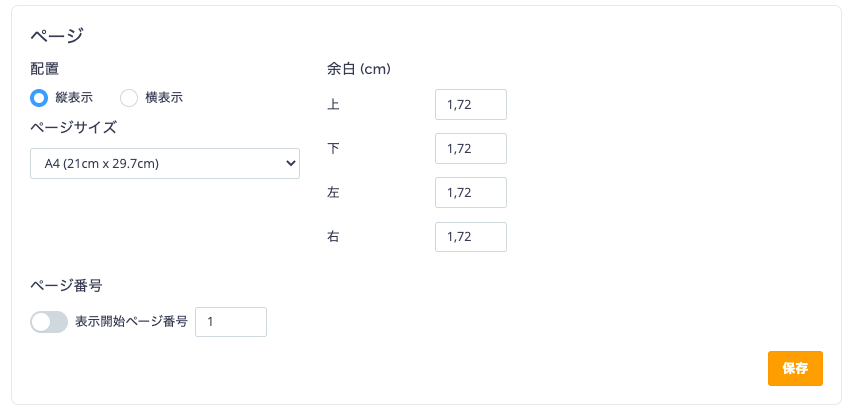 ページ
配置
縦表示 横表示
ページサイズ
A4 (21cm x 29.7cm)
余白 (cm)
上 1,72
下 1,72
左 1,72
右 1,72
ページ番号
表示開始ページ番号 1
保存